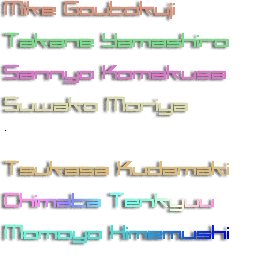 Mike Goutokuji
Takane Yamashiro
Sannyo Komakusa
Suwako Moriya
.
Tsukasa Kudamaki
Chimata Tenkyuu
Momoyo Himemushi